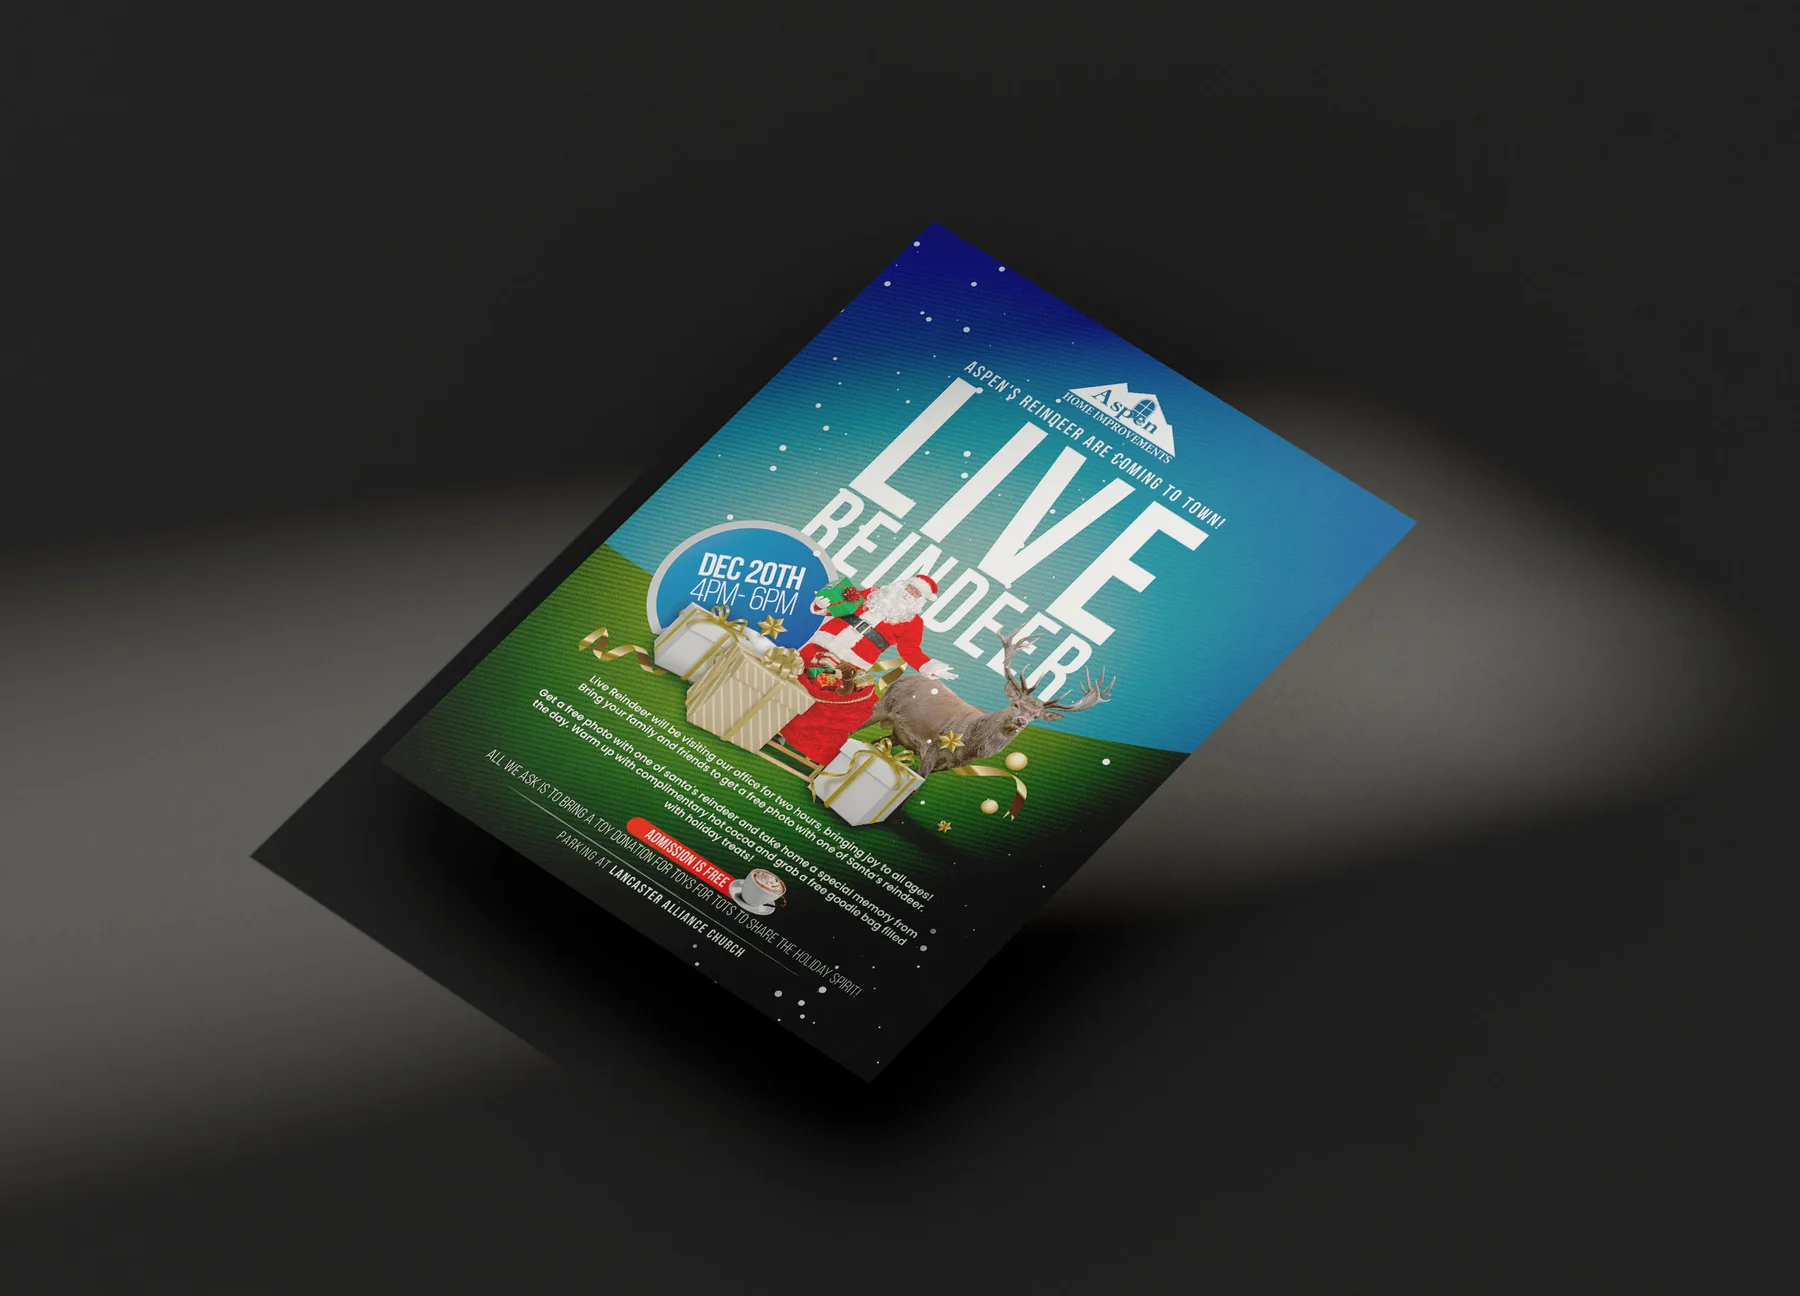 Aspen
HOME IMPROVEMENTS
ASPEN'S REINDEER ARE COMING TO TOWN!
LIVE
REINDEER
DEC 20TH
4PM- 6PM
Live Reindeer will be visiting our office for two hours, bringing joy to all ages!
Bring your family and friends to get a free photo with one of Santa's reindeer.
Get a free photo with one of santa's reindeer and take home a special memory from
the day. Warm up with complimentary hot cocoa and grab a free goodie bag filled
with holiday treats!
ADMISSION IS FREE
ALL WE ASK IS TO BRING A TOY DONATION FOR TOYS FOR TOTS TO SHARE THE HOLIDAY SPIRIT!
PARKING AT LANCASTER ALLIANCE CHURCH